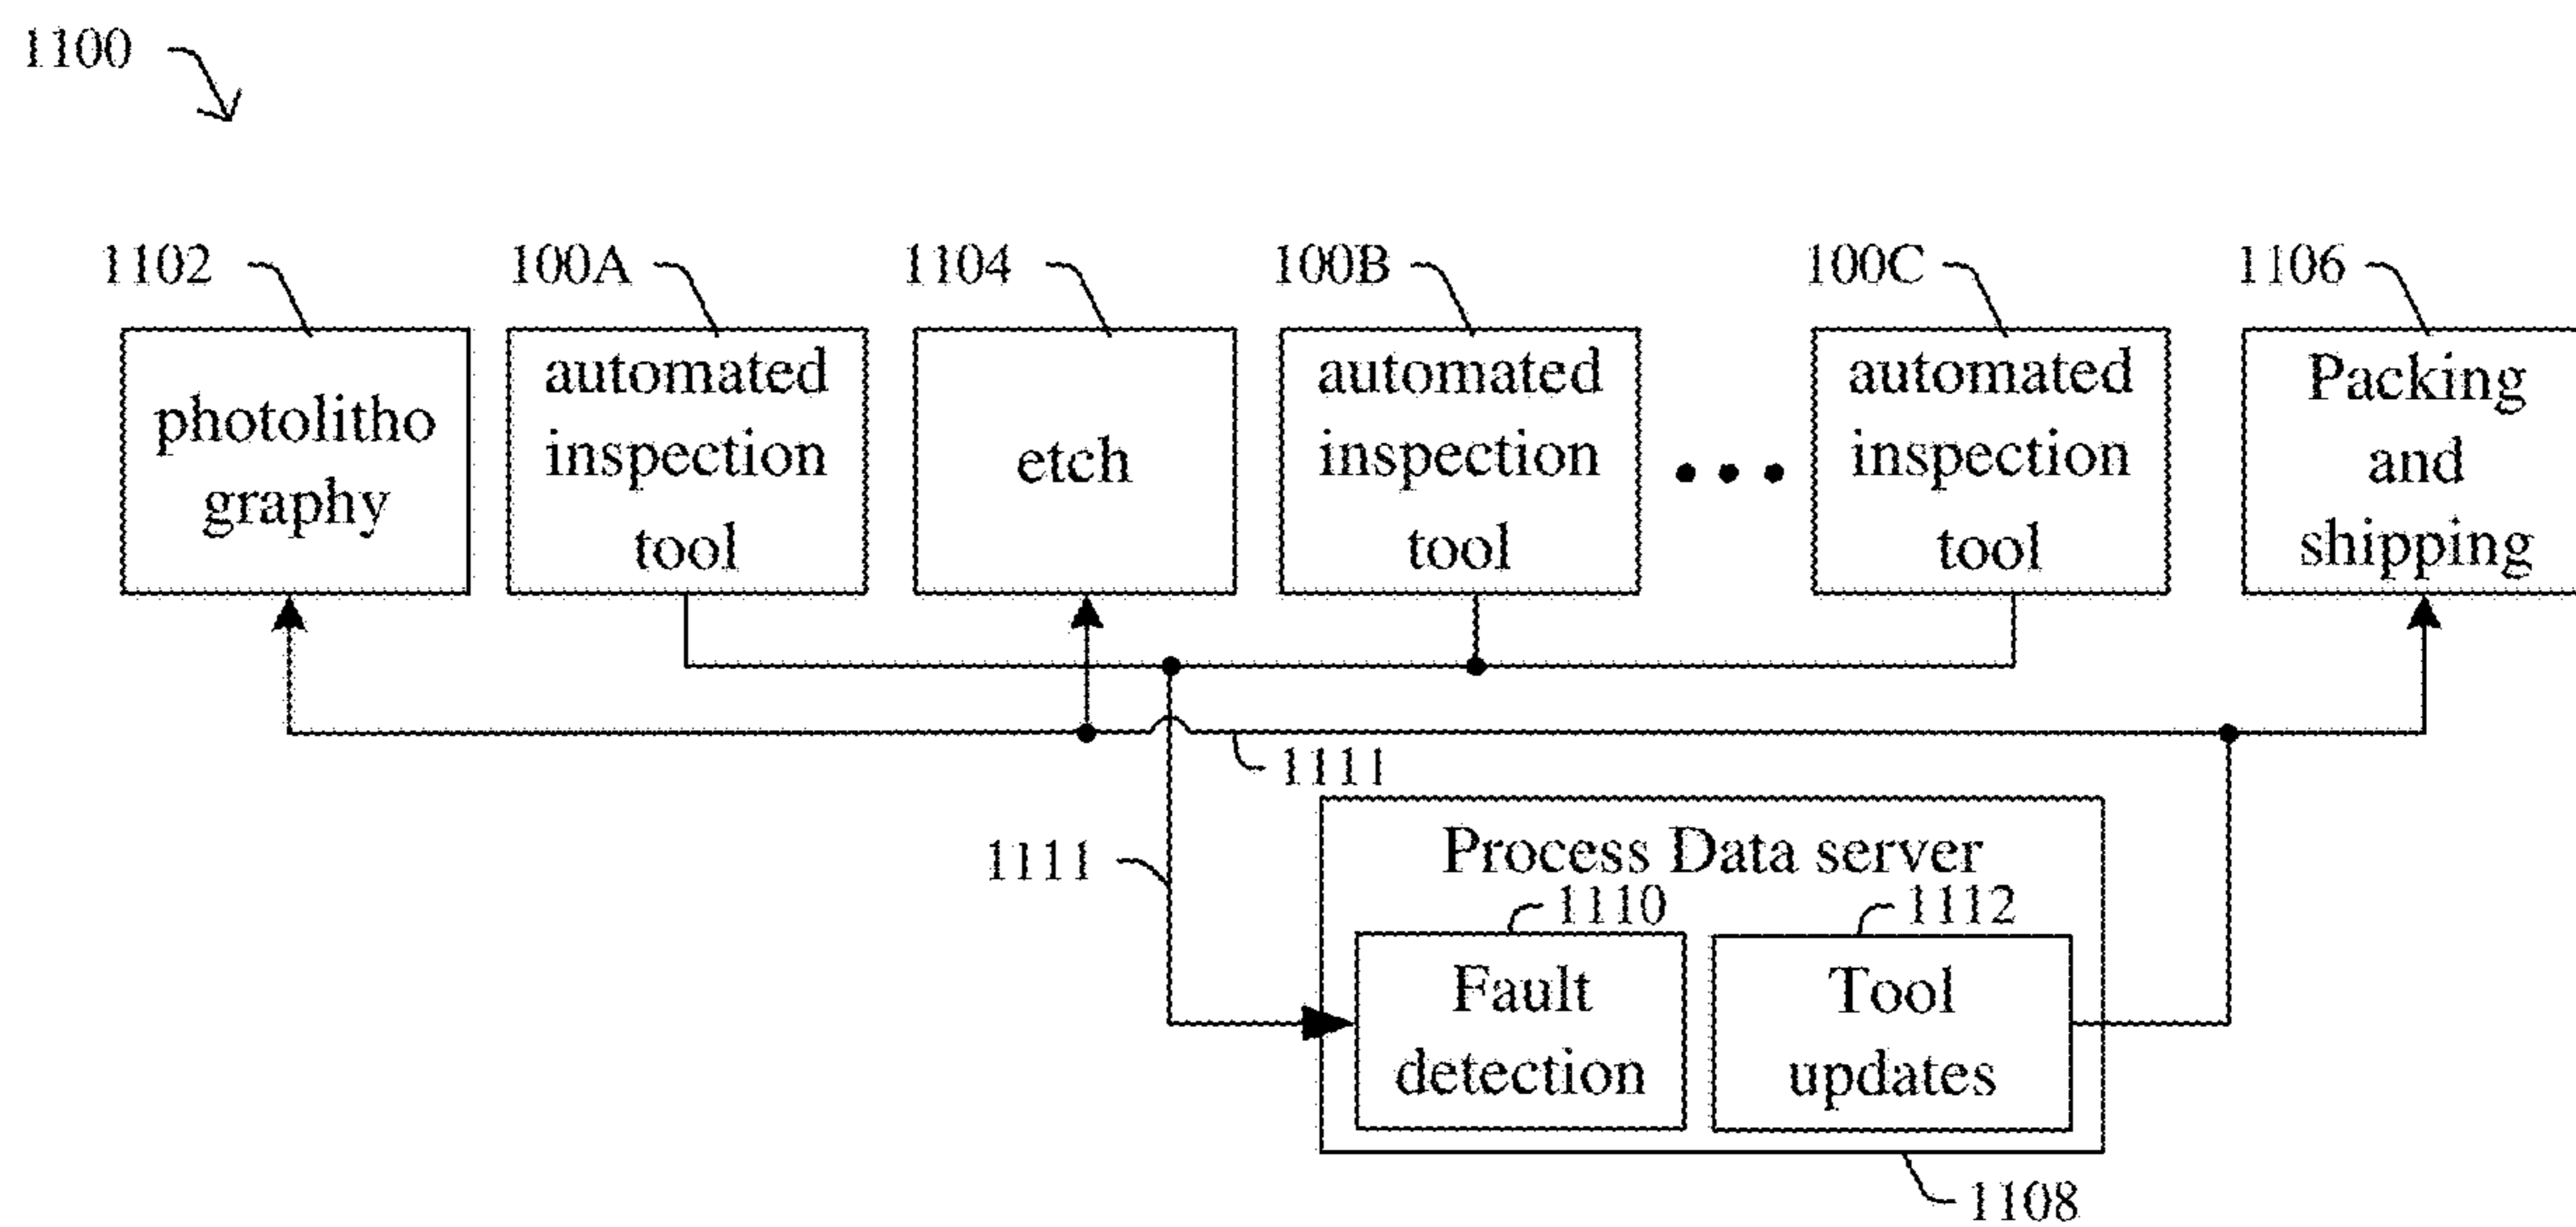 1100
1102
100A
1104
100B
100C
1106
photolitho
graphy
automated
inspection
tool
etch
automated
inspection
tool
automated
inspection
tool
Packing
and
shipping
1111
1111
Process Data server
1110
1112
Fault
detection
Tool
updates
1108